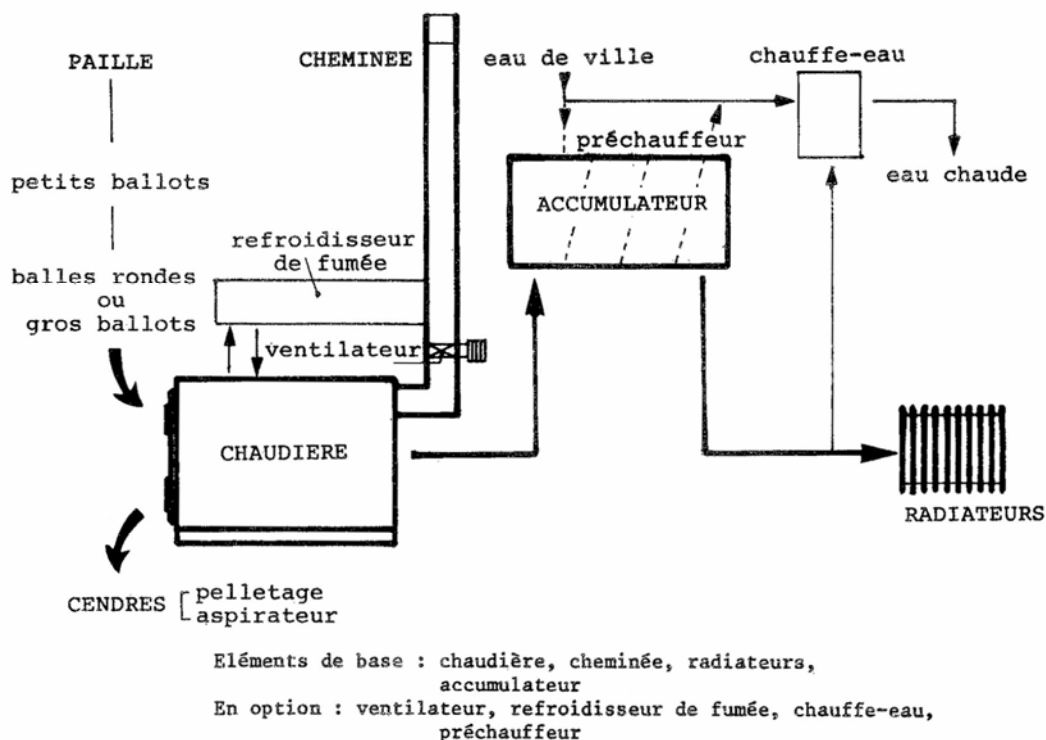 PAILLE
CHEMINEE
eau de ville
chauffe-eau
préchauffeur
petits ballots
ACCUMULATEUR
eau chaude
refroidisseur
de fumée
balles rondes
ou
gros ballots
ventilateur
CHAUDIERE
RADIATEURS
CENDRES
pelletage
aspirateur
Eléments de base : chaudière, cheminée, radiateurs,
accumulateur
En option : ventilateur, refroidisseur de fumée, chauffe-eau,
préchauffeur